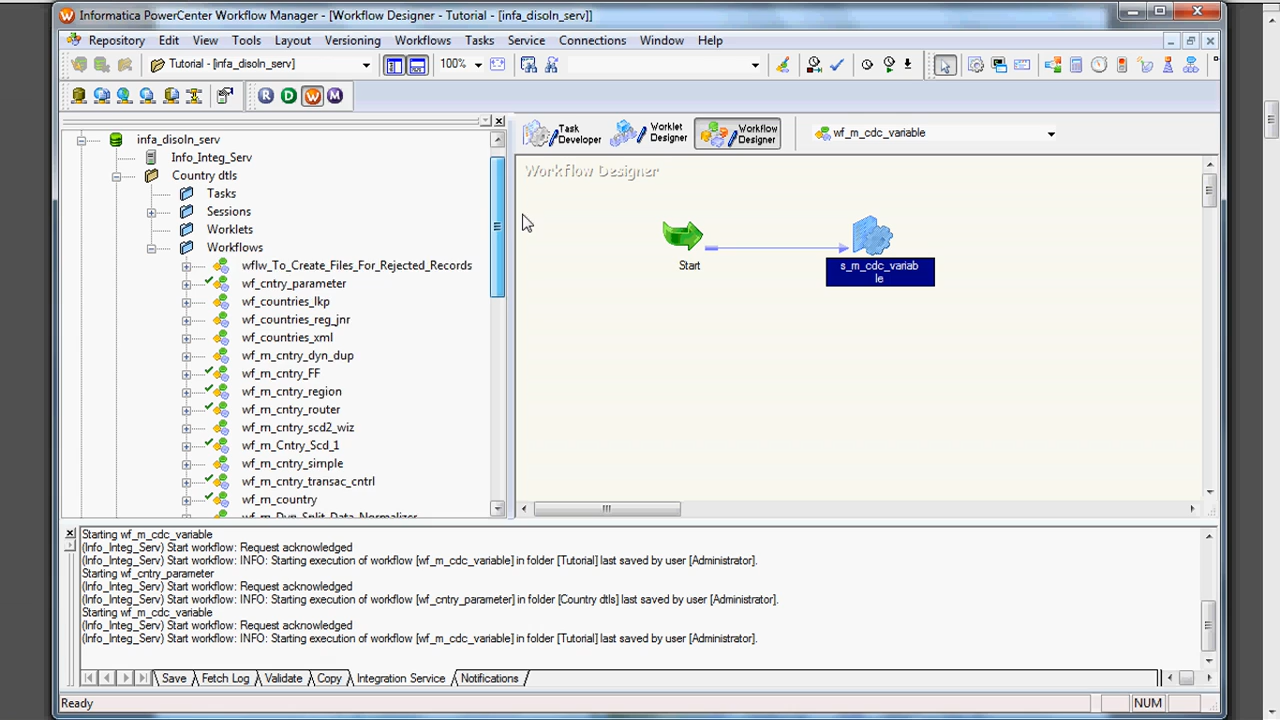 Informatica PowerCenter Workflow Manager - [Workflow Designer - Tutorial - [infa_disoln_serv]]
Repository Edit View Tools Layout Versioning Workflows Tasks Service Connections Window Help
Tutorial - [infa_disoln_serv] 100%
R D W M
Task Developer
Worklet Designer
Workflow Designer
wf_m_cdc_variable
infa_disoln_serv
Info_Integ_Serv
Country dtls
Tasks
Sessions
Worklets
Workflows
wflw_To_Create_Files_For_Rejected_Records
wf_cntry_parameter
wf_countries_lkp
wf_countries_reg_jnr
wf_countries_xml
wf_m_cntry_dyn_dup
wf_m_cntry_FF
wf_m_cntry_region
wf_m_cntry_router
wf_m_cntry_scd2_wiz
wf_m_Cntry_Scd_1
wf_m_cntry_simple
wf_m_cntry_transac_cntrl
wf_m_country
wf_m_Dyn_Split_Data_Normalizer
Workflow Designer
Start
s_m_cdc_variab
le
Starting wf_m_cdc_variable
(Info_Integ_Serv) Start workflow: Request acknowledged
(Info_Integ_Serv) Start workflow: INFO: Starting execution of workflow [wf_m_cdc_variable] in folder [Tutorial] last saved by user [Administrator].
Starting wf_cntry_parameter
(Info_Integ_Serv) Start workflow: Request acknowledged
(Info_Integ_Serv) Start workflow: INFO: Starting execution of workflow [wf_cntry_parameter] in folder [Country dtls] last saved by user [Administrator].
Starting wf_m_cdc_variable
(Info_Integ_Serv) Start workflow: Request acknowledged
(Info_Integ_Serv) Start workflow: INFO: Starting execution of workflow [wf_m_cdc_variable] in folder [Tutorial] last saved by user [Administrator].
Save Fetch Log Validate Copy Integration Service Notifications
Ready NUM